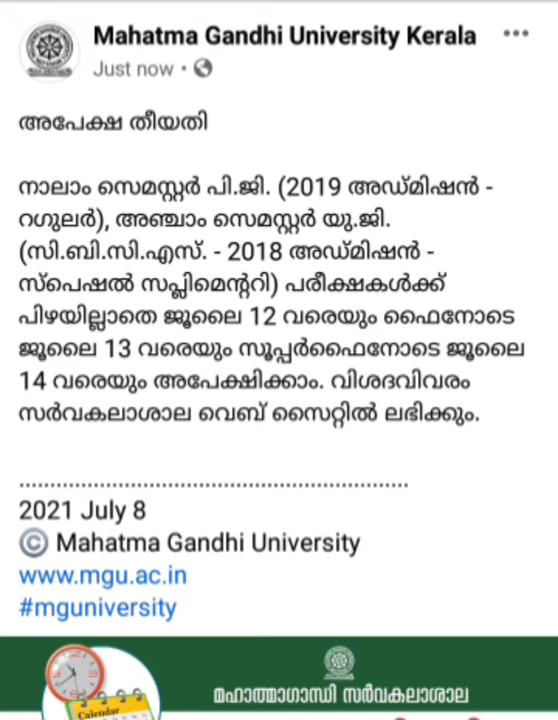 Mahatma Gandhi University Kerala
Just now
അപേക്ഷ തീയതി
നാലാം സെമസ്റ്റർ പി.ജി. (2019 അഡ്മിഷൻ -
റഗുലർ), അഞ്ചാം സെമസ്റ്റർ യു.ജി.
(സി.ബി.സി.എസ്. - 2018 അഡ്മിഷൻ -
സ്പെഷൽ സപ്ലിമെന്ററി) പരീക്ഷകൾക്ക്
പിഴയില്ലാതെ ജൂലൈ 12 വരെയും ഫൈനോടെ
ജൂലൈ 13 വരെയും സൂപ്പർഫൈനോടെ ജൂലൈ
14 വരെയും അപേക്ഷിക്കാം. വിശദവിവരം
സർവകലാശാല വെബ് സൈറ്റിൽ ലഭിക്കും.
...............................................................
2021 July 8
© Mahatma Gandhi University
www.mgu.ac.in
#mguniversity
മഹാത്മാഗാന്ധി സർവകലാശാല
Calendar